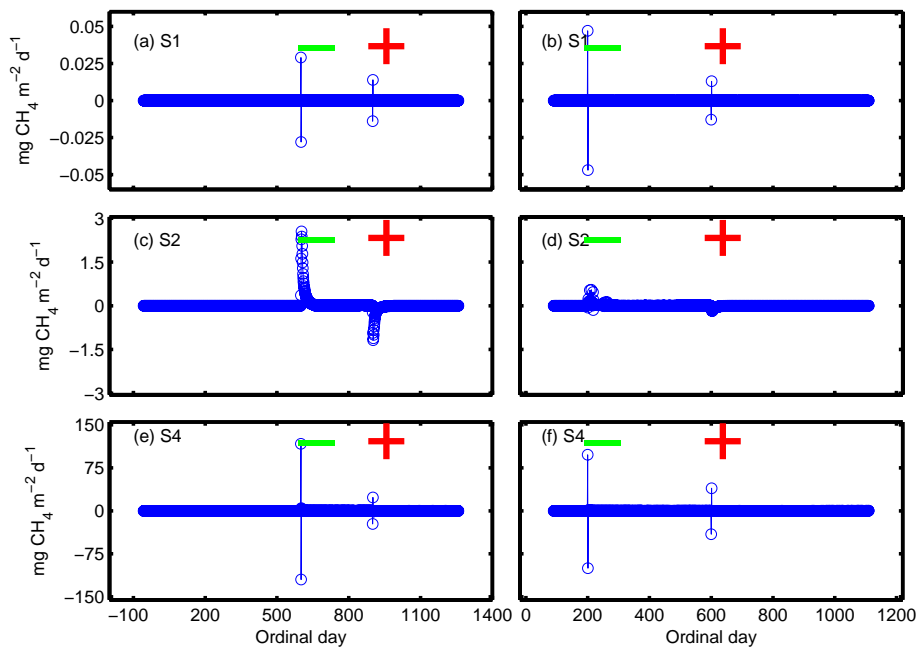 (a) S1
(b) S1
0.05
0.025
0
−0.025
−0.05
mg CH4 m−2 d−1
(c) S2
(d) S2
3
1.5
0
−1.5
−3
mg CH4 m−2 d−1
(e) S4
(f) S4
150
75
0
−75
−150
mg CH4 m−2 d−1
−100 200 500 800 1100 1400
0 200 400 600 800 1000 1200
Ordinal day
Ordinal day